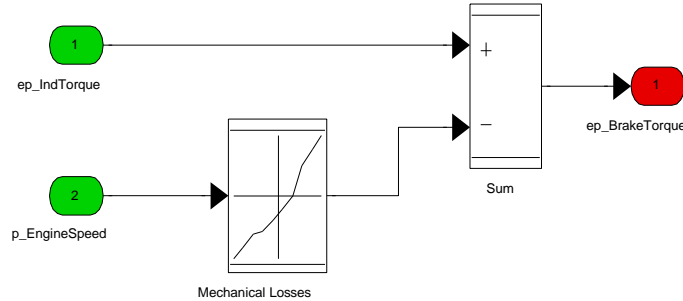 1
ep_IndTorque
+
−
1
ep_BrakeTorque
Sum
2
p_EngineSpeed
Mechanical Losses